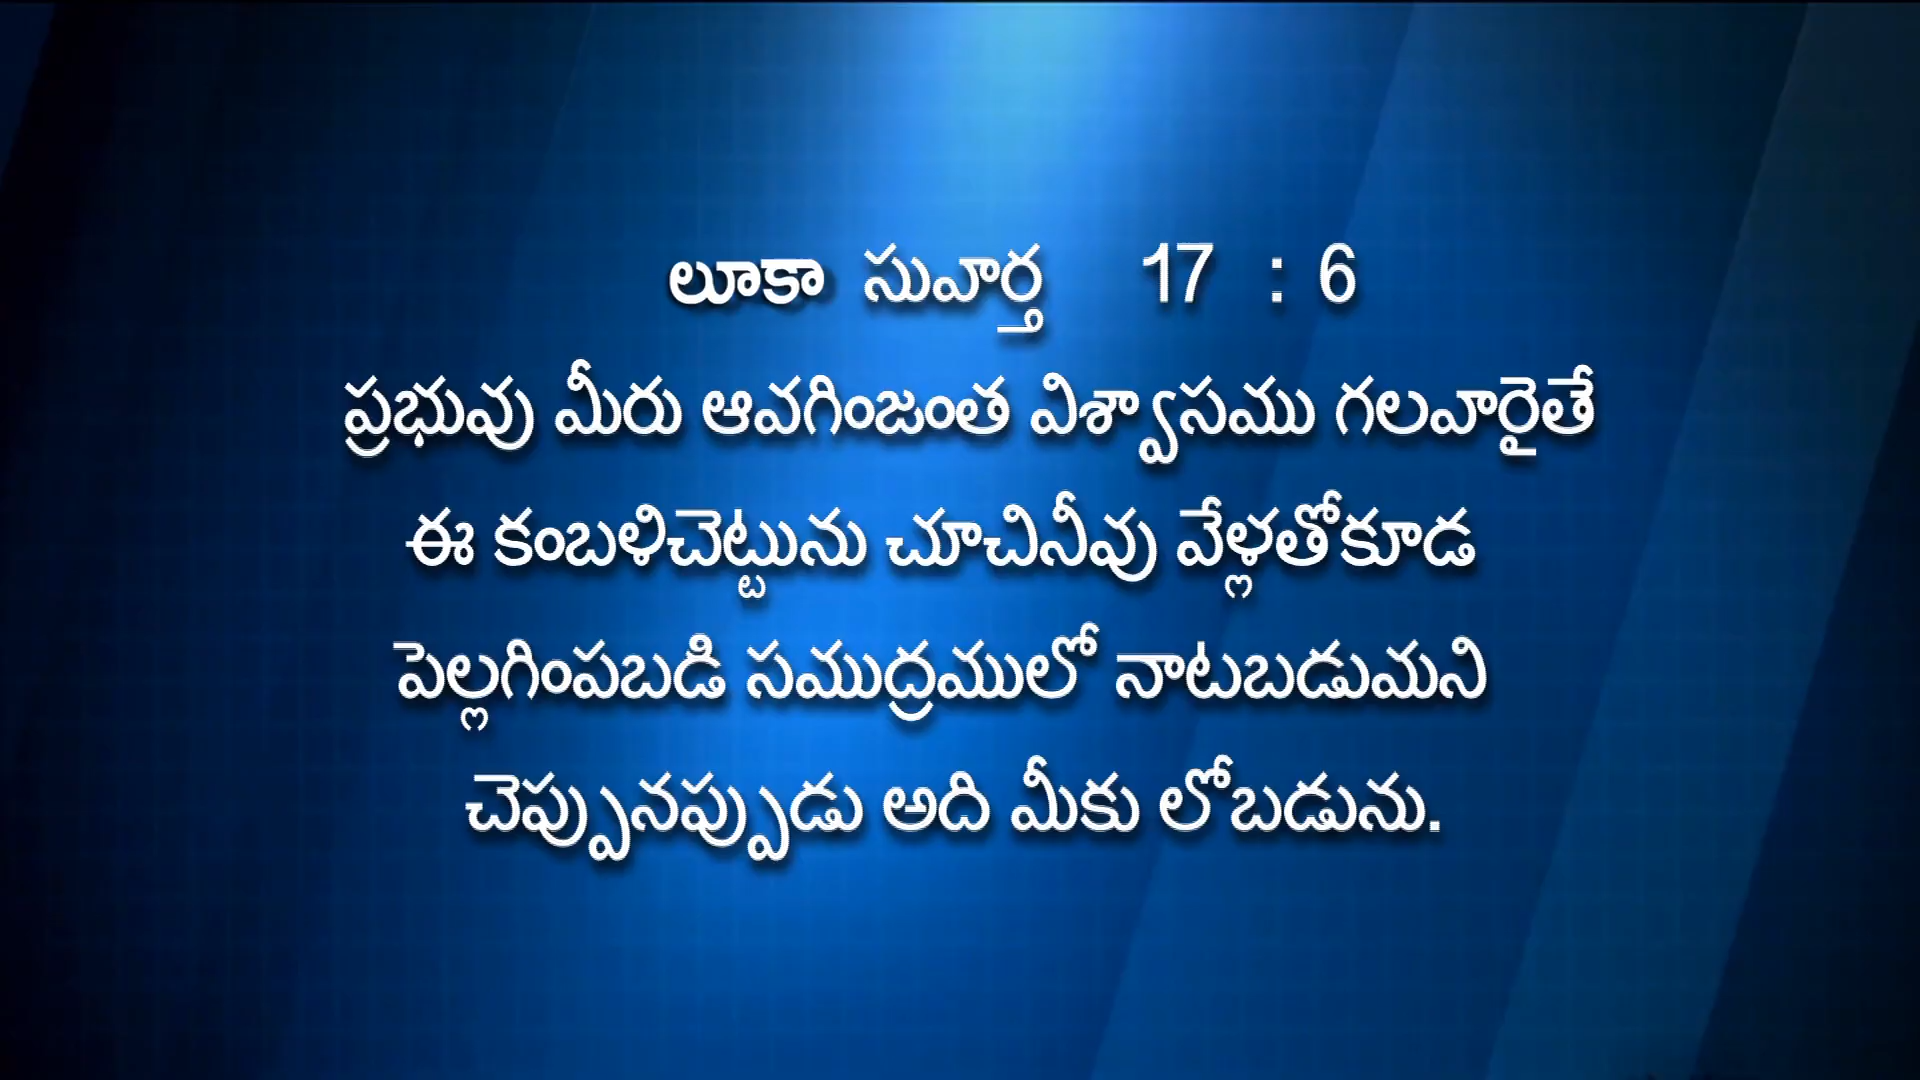 లూకా సువార్త 17 : 6
ప్రభువు మీరు ఆవగింజంత విశ్వాసము గలవారైతే
ఈ కంబళిచెట్టును చూచినీవు వేళ్లతోకూడ
పెల్లగింపబడి సముద్రములో నాటబడుమని
చెప్పునప్పుడు అది మీకు లోబడును.